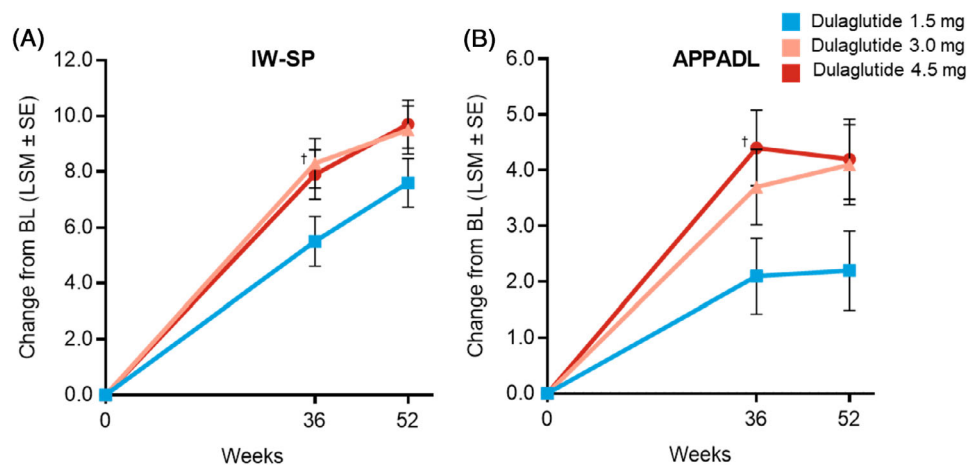 (A)
IW-SP
Change from BL (LSM ± SE)
12.0
10.0
8.0
6.0
4.0
2.0
0.0
†
0
36
52
Weeks
(B)
APPADL
Change from BL (LSM ± SE)
6.0
5.0
4.0
3.0
2.0
1.0
0.0
†
0
36
52
Weeks
Dulaglutide 1.5 mg
Dulaglutide 3.0 mg
Dulaglutide 4.5 mg